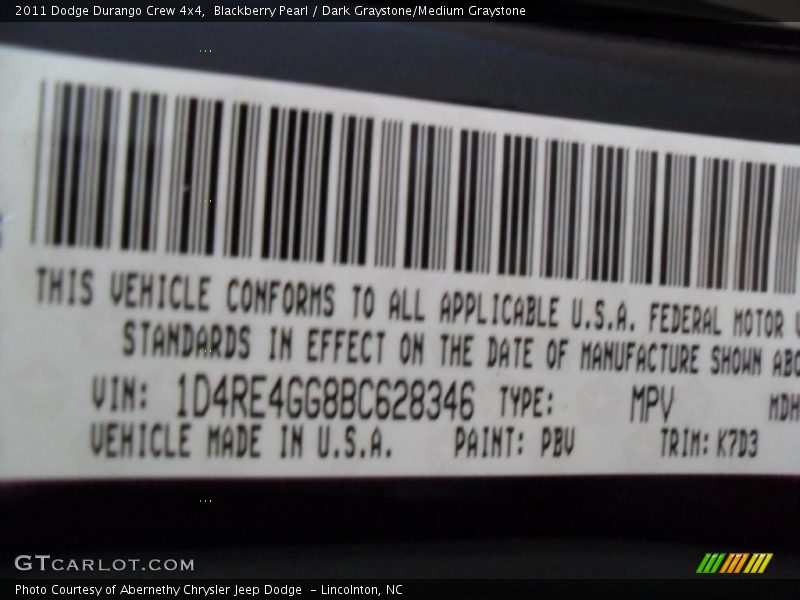 2011 Dodge Durango Crew 4x4,  Blackberry Pearl / Dark Graystone/Medium Graystone
THIS VEHICLE CONFORMS TO ALL APPLICABLE U.S.A. FEDERAL MOTOR
STANDARDS IN EFFECT ON THE DATE OF MANUFACTURE SHOWN ABO
VIN: 1D4RE4GG8BC628346 TYPE: MPV MDH
VEHICLE MADE IN U.S.A. PAINT: PBV TRIM: K7D3
GTCARLOT.COM
Photo Courtesy of Abernethy Chrysler Jeep Dodge  - Lincolnton, NC